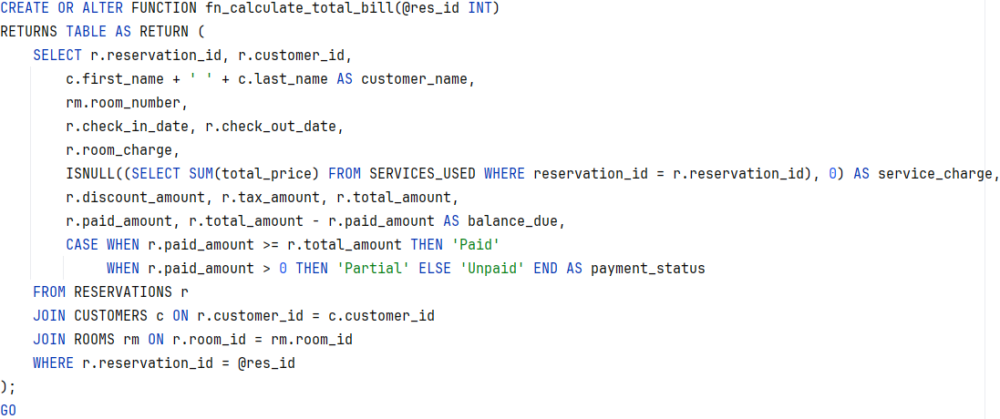 CREATE OR ALTER FUNCTION fn_calculate_total_bill(@res_id INT)
RETURNS TABLE AS RETURN (
    SELECT r.reservation_id, r.customer_id,
        c.first_name + ' ' + c.last_name AS customer_name,
        rm.room_number,
        r.check_in_date, r.check_out_date,
        r.room_charge,
        ISNULL((SELECT SUM(total_price) FROM SERVICES_USED WHERE reservation_id = r.reservation_id), 0) AS service_charge,
        r.discount_amount, r.tax_amount, r.total_amount,
        r.paid_amount, r.total_amount - r.paid_amount AS balance_due,
        CASE WHEN r.paid_amount >= r.total_amount THEN 'Paid'
             WHEN r.paid_amount > 0 THEN 'Partial' ELSE 'Unpaid' END AS payment_status
    FROM RESERVATIONS r
    JOIN CUSTOMERS c ON r.customer_id = c.customer_id
    JOIN ROOMS rm ON r.room_id = rm.room_id
    WHERE r.reservation_id = @res_id
);
GO